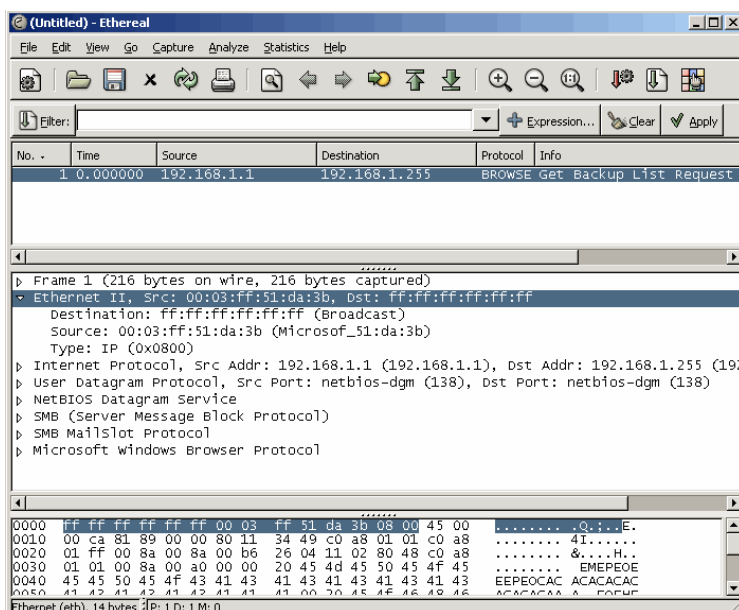 (Untitled) - Ethereal
File Edit View Go Capture Analyze Statistics Help
Filter: Expression... Clear Apply
No. Time Source Destination Protocol Info
1 0.000000 192.168.1.1 192.168.1.255 BROWSE Get Backup List Request
Frame 1 (216 bytes on wire, 216 bytes captured)
Ethernet II, Src: 00:03:ff:51:da:3b, Dst: ff:ff:ff:ff:ff:ff
Destination: ff:ff:ff:ff:ff:ff (Broadcast)
Source: 00:03:ff:51:da:3b (Microsof_51:da:3b)
Type: IP (0x0800)
Internet Protocol, Src Addr: 192.168.1.1 (192.168.1.1), Dst Addr: 192.168.1.255 (192
User Datagram Protocol, Src Port: netbios-dgm (138), Dst Port: netbios-dgm (138)
NetBIOS Datagram Service
SMB (Server Message Block Protocol)
SMB MailSlot Protocol
Microsoft Windows Browser Protocol
0000 ff ff ff ff ff ff 00 03 ff 51 da 3b 08 00 45 00 ........ .Q.;..E.
0010 00 ca 81 89 00 00 80 11 34 49 c0 a8 01 01 c0 a8 ........ 4I......
0020 01 ff 00 8a 00 8a 00 b6 26 04 11 02 80 48 c0 a8 ........ &....H..
0030 01 01 00 8a 00 a0 00 00 20 45 4d 45 50 45 4f 45 ........ EMEPEOE
0040 45 45 50 45 4f 43 41 43 41 43 41 43 41 43 41 43 EEPEOCAC ACACACAC
Ethernet (eth), 14 bytes P: 1 D: 1 M: 0